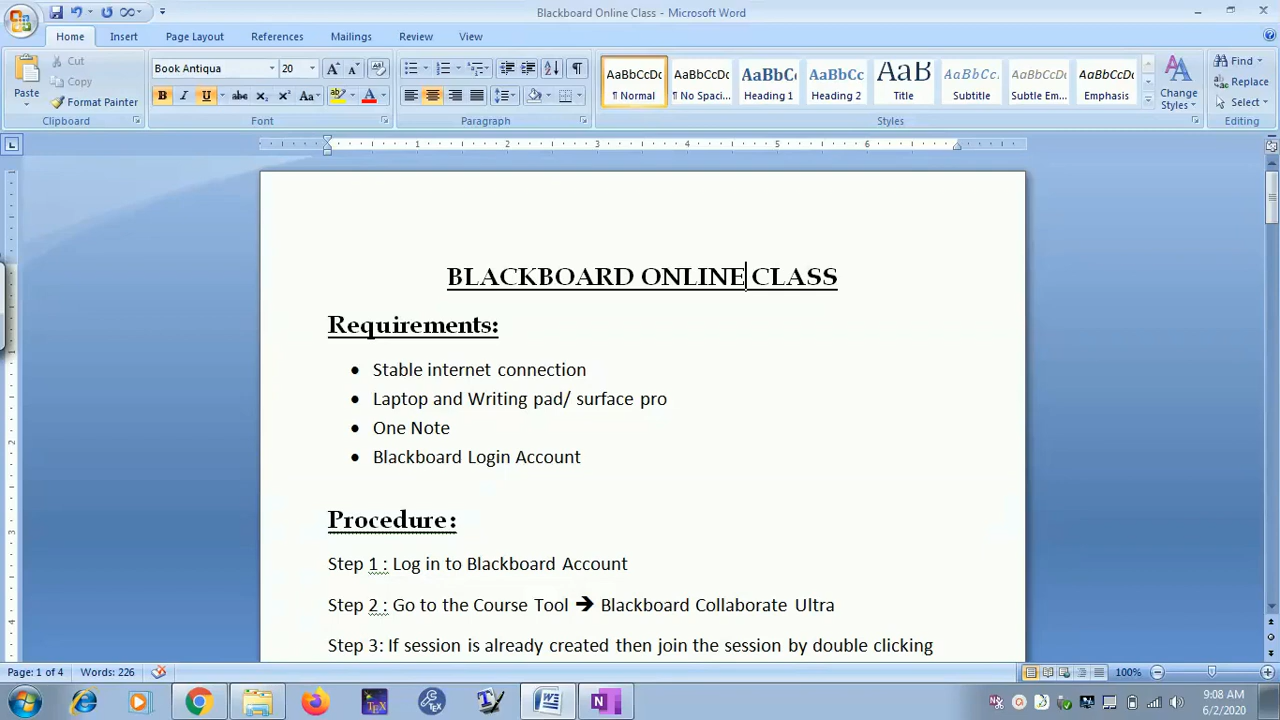 Blackboard Online Class - Microsoft Word
Home Insert Page Layout References Mailings Review View
Paste Cut Copy Format Painter Clipboard
Book Antiqua 20 Font
Paragraph
AaBbCcDc ¶ Normal
AaBbCcDc ¶ No Spaci...
AaBbC Heading 1
AaBbCc Heading 2
AaB Title
AaBbCc. Subtitle
AaBbCcDc Subtle Em...
AaBbCcDc Emphasis
Change Styles Styles
Find Replace Select Editing
1 2 3 4 5 6
BLACKBOARD ONLINE CLASS
Requirements:
• Stable internet connection
• Laptop and Writing pad/ surface pro
• One Note
• Blackboard Login Account
Procedure:
Step 1 : Log in to Blackboard Account
Step 2 : Go to the Course Tool ➔ Blackboard Collaborate Ultra
Step 3: If session is already created then join the session by double clicking
Page: 1 of 4 Words: 226 100%
9:08 AM
6/2/2020